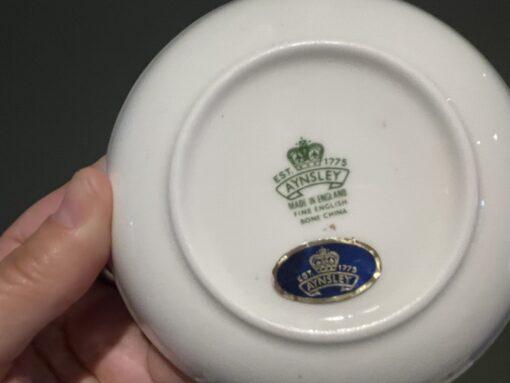 EST. 1775
AYNSLEY
MADE IN ENGLAND
FINE ENGLISH
BONE CHINA
EST. 1775
AYNSLEY